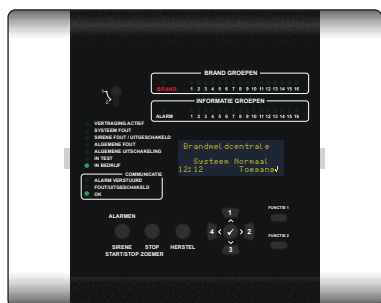 BRAND GROEPEN
BRAND 1 2 3 4 5 6 7 8 9 10 11 12 13 14 15 16
INFORMATIE GROEPEN
ALARM 1 2 3 4 5 6 7 8 9 10 11 12 13 14 15 16
VERTRAGING ACTIEF
SYSTEEM FOUT
SIRENE FOUT / UITGESCHAKELD
ALGEMENE FOUT
ALGEMENE UITSCHAKELING
IN TEST
IN BEDRIJF
COMMUNICATIE
ALARM VERSTUURD
FOUT/UITGESCHAKELD
OK
Brandmeldcentrale
Systeem Normaal
12:12 Toegang↲
ALARMEN
SIRENE START/STOP
STOP ZOEMER
HERSTEL
1
4 ✓ 2
3
FUNCTIE 1
FUNCTIE 2